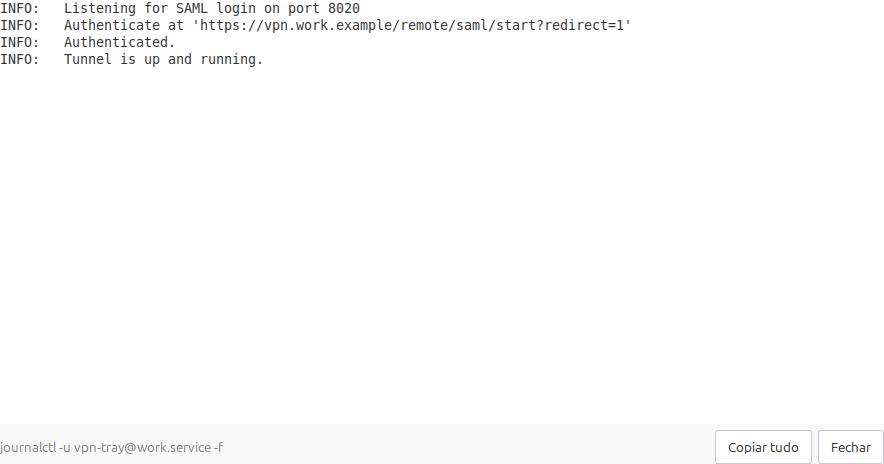 INFO:   Listening for SAML login on port 8020
INFO:   Authenticate at 'https://vpn.work.example/remote/saml/start?redirect=1'
INFO:   Authenticated.
INFO:   Tunnel is up and running.
journalctl -u vpn-tray@work.service -f
Copiar tudo
Fechar